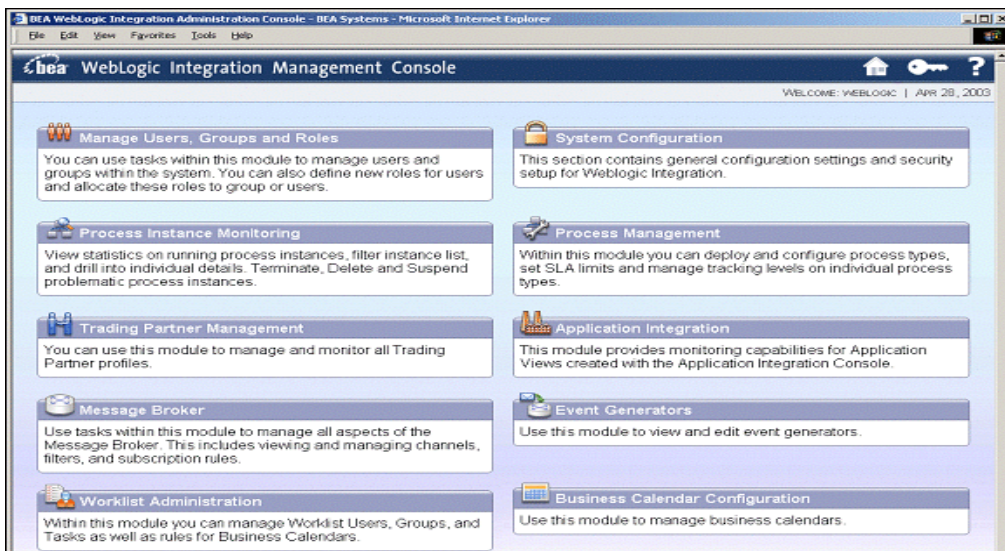 BEA WebLogic Integration Administration Console - BEA Systems - Microsoft Internet Explorer
File Edit View Favorites Tools Help
bea WebLogic Integration Management Console
?
WELCOME: WEBLOGIC | APR 28, 2003
Manage Users, Groups and Roles
You can use tasks within this module to manage users and
groups within the system. You can also define new roles for users
and allocate these roles to group or users.
System Configuration
This section contains general configuration settings and security
setup for Weblogic Integration.
Process Instance Monitoring
View statistics on running process instances, filter instance list,
and drill into individual details. Terminate, Delete and Suspend
problematic process instances.
Process Management
Within this module you can deploy and configure process types,
set SLA limits and manage tracking levels on individual process
types.
Trading Partner Management
You can use this module to manage and monitor all Trading
Partner profiles.
Application Integration
This module provides monitoring capabilities for Application
Views created with the Application Integration Console.
Message Broker
Use tasks within this module to manage all aspects of the
Message Broker. This includes viewing and managing channels,
filters, and subscription rules.
Event Generators
Use this module to view and edit event generators.
Worklist Administration
Within this module you can manage Worklist Users, Groups, and
Tasks as well as rules for Business Calendars.
Business Calendar Configuration
Use this module to manage business calendars.